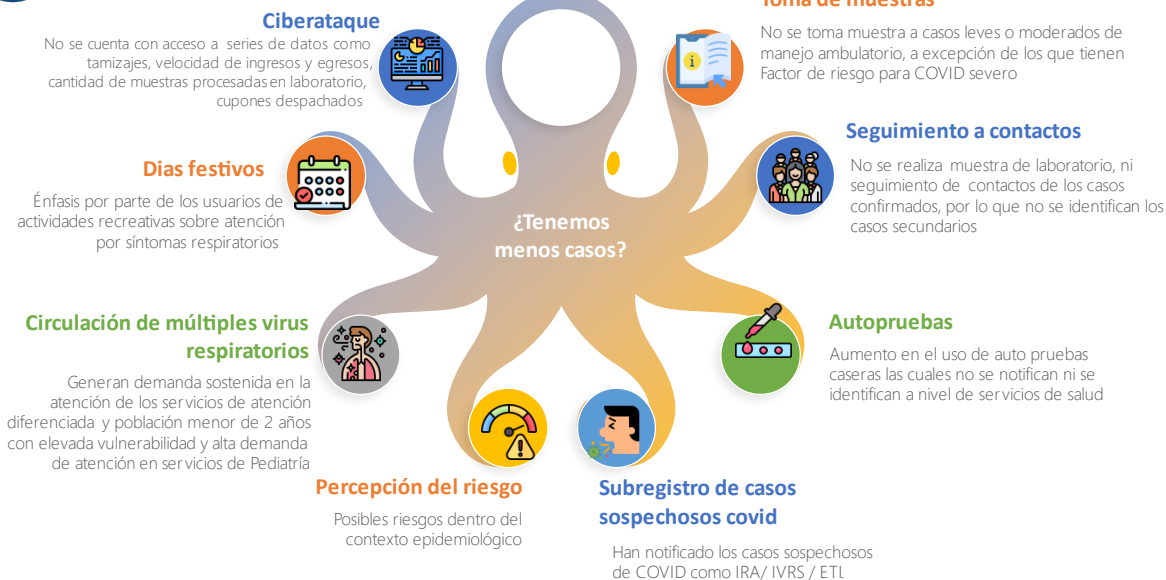 Ciberataque
No se cuenta con acceso a series de datos como
tamizajes, velocidad de ingresos y egresos,
cantidad de muestras procesadas en laboratorio,
cupones despachados
Dias festivos
Énfasis por parte de los usuarios de
actividades recreativas sobre atención
por síntomas respiratorios
Circulación de múltiples virus
respiratorios
Generan demanda sostenida en la
atención de los servicios de atención
diferenciada y población menor de 2 años
con elevada vulnerabilidad y alta demanda
de atención en servicios de Pediatría
Percepción del riesgo
Posibles riesgos dentro del
contexto epidemiológico
¿Tenemos
menos casos?
Toma de muestras
No se toma muestra a casos leves o moderados de
manejo ambulatorio, a excepción de los que tienen
Factor de riesgo para COVID severo
Seguimiento a contactos
No se realiza muestra de laboratorio, ni
seguimiento de contactos de los casos
confirmados, por lo que no se identifican los
casos secundarios
Autopruebas
Aumento en el uso de auto pruebas
caseras las cuales no se notifican ni se
identifican a nivel de servicios de salud
Subregistro de casos
sospechosos covid
Han notificado los casos sospechosos
de COVID como IRA/ IVRS / ETI.